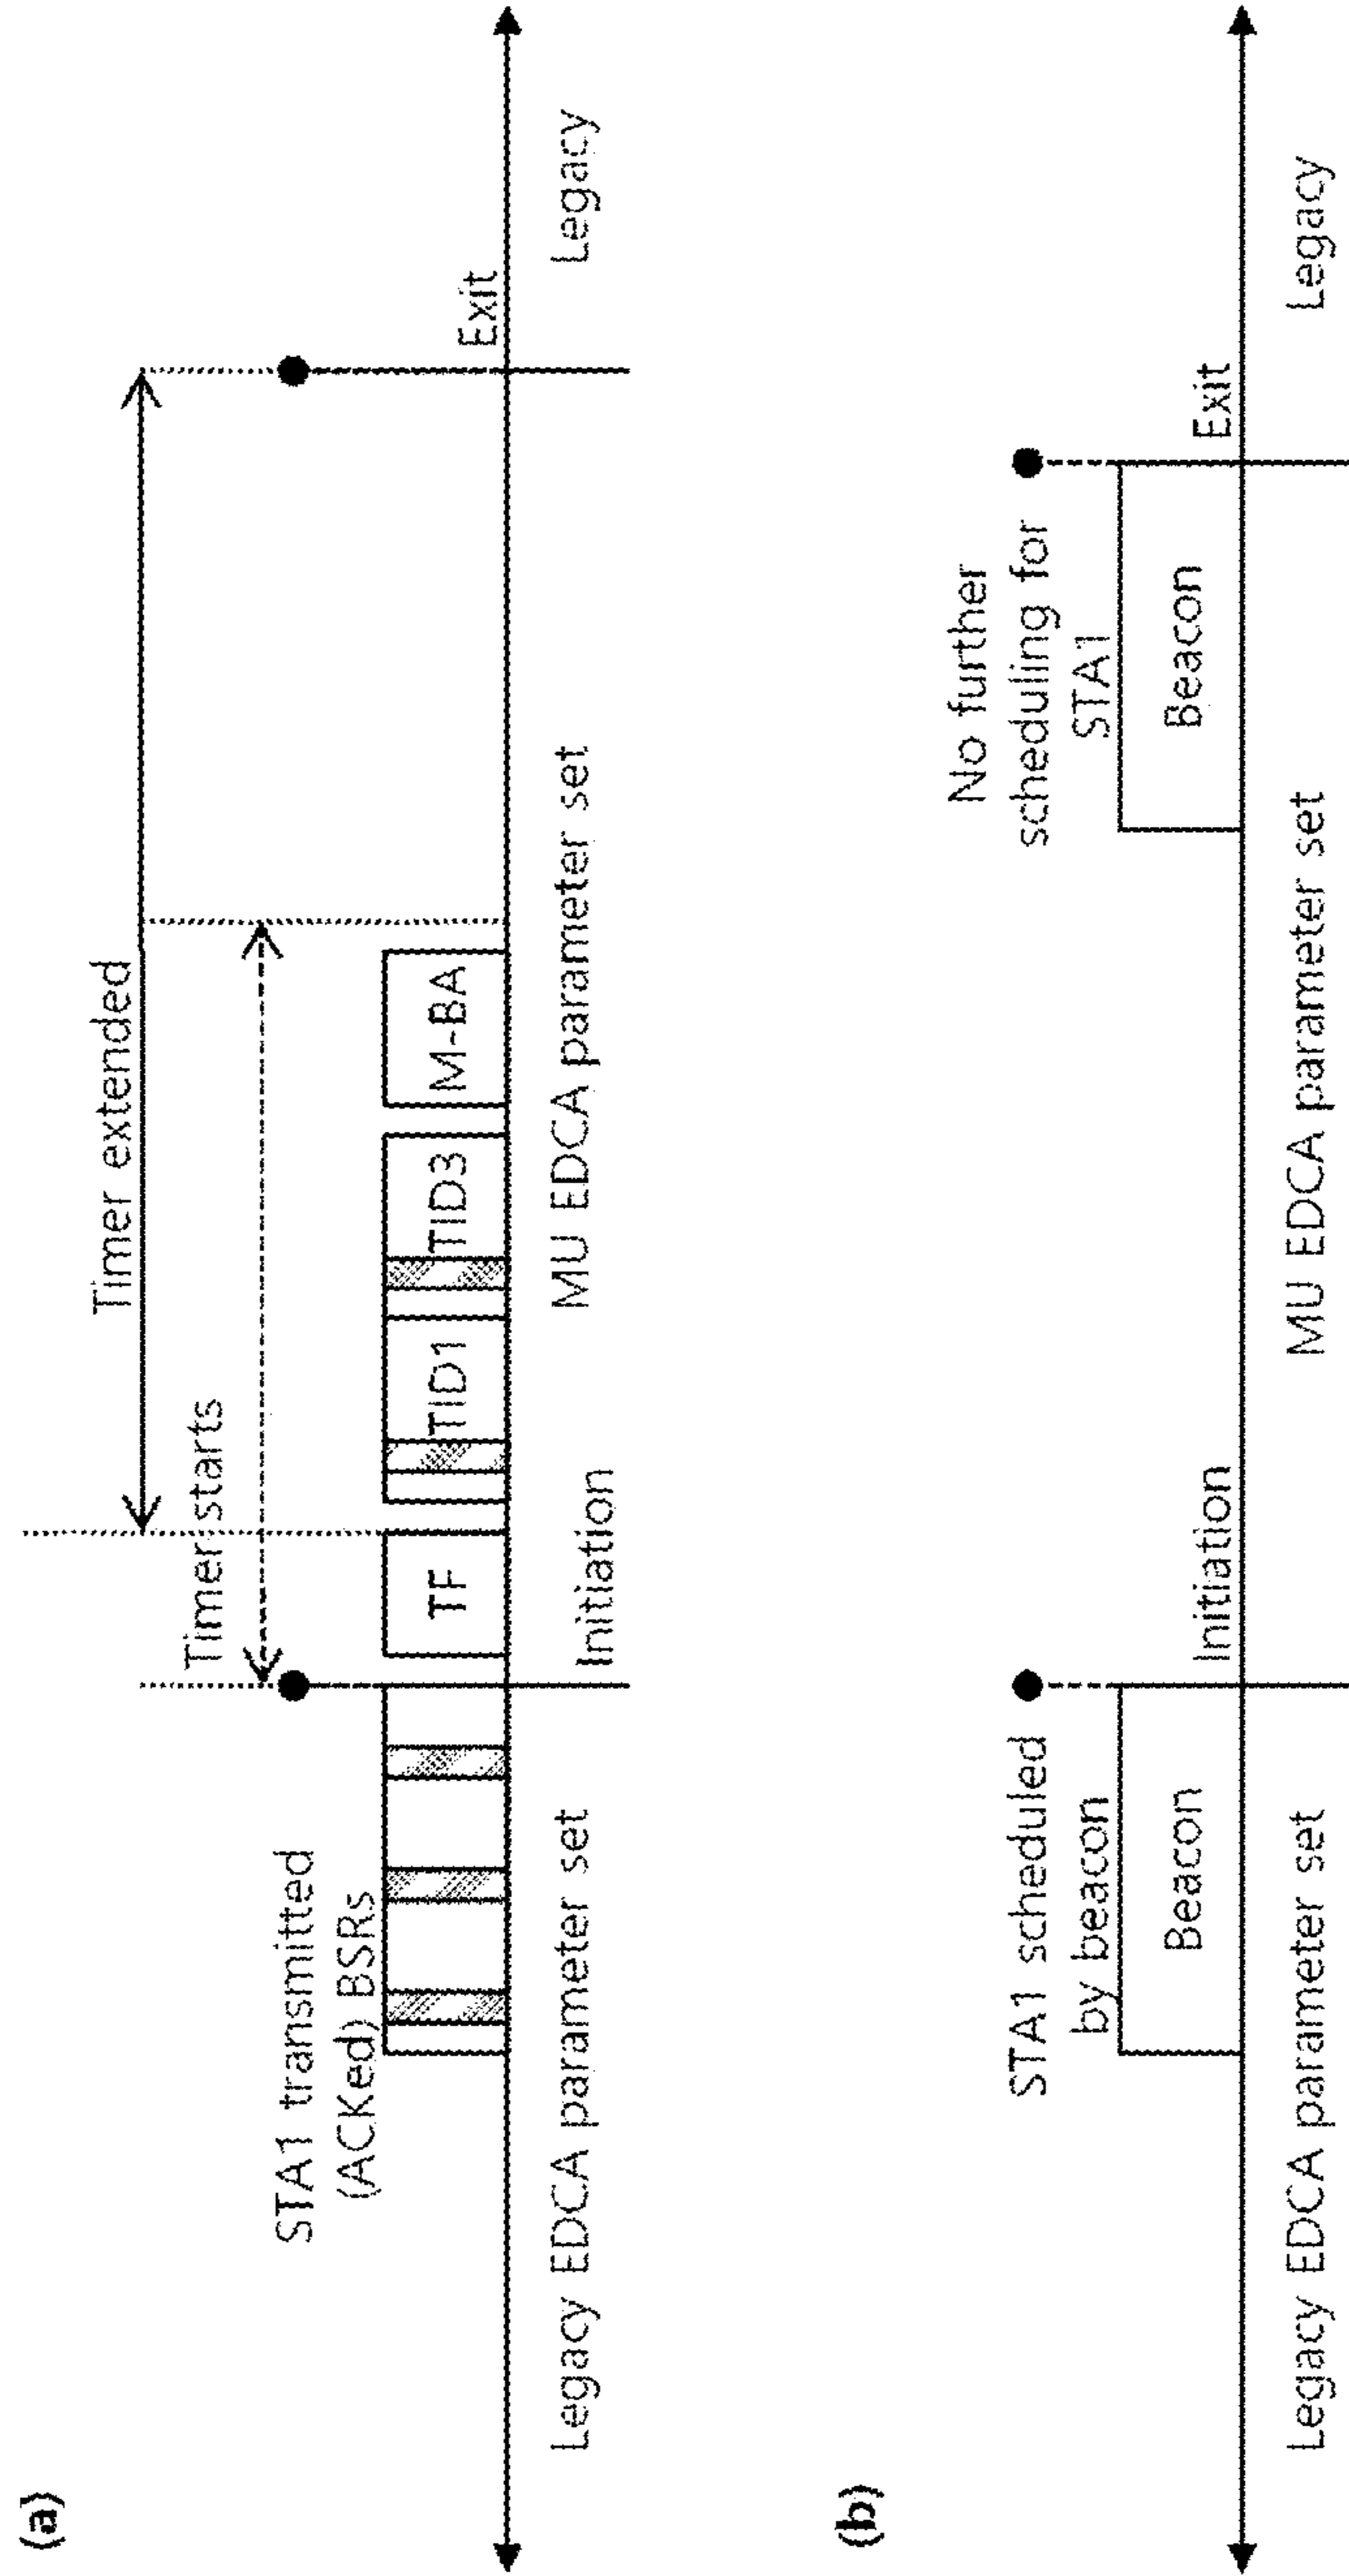 (a)
Timer extended
Timer starts
STA1 transmitted
(ACKed) BSRs
TF
TID1
TID3
M-BA
Exit
Legacy EDCA parameter set
Initiation
MU EDCA parameter set
Legacy
(b)
STA1 scheduled
by beacon
No further
scheduling for
STA1
Beacon
Beacon
Initiation
Exit
Legacy EDCA parameter set
MU EDCA parameter set
Legacy